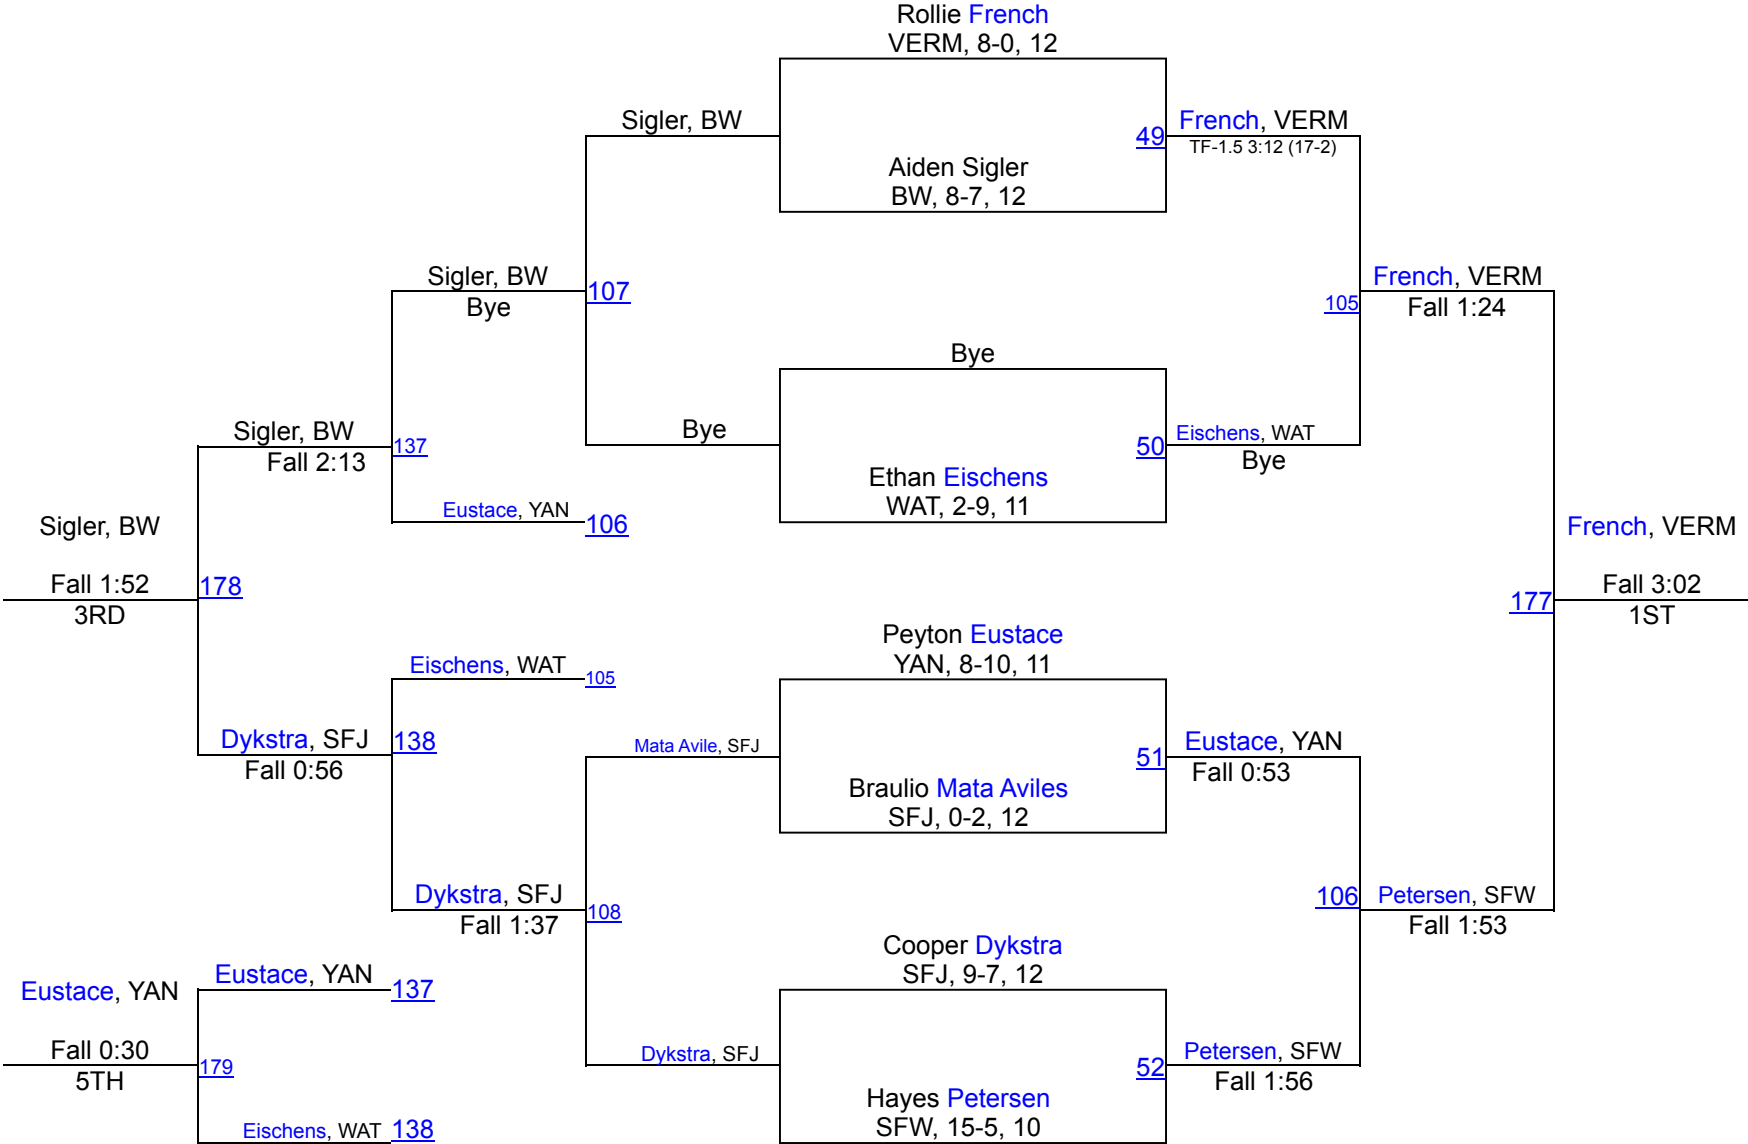 Rollie French
VERM, 8-0, 12
Sigler, BW
49
French, VERM
TF-1.5 3:12 (17-2)
Aiden Sigler
BW, 8-7, 12
Sigler, BW
Bye
107
105
French, VERM
Fall 1:24
Bye
Sigler, BW
Fall 2:13
137
Bye
50
Eischens, WAT
Bye
Ethan Eischens
WAT, 2-9, 11
Eustace, YAN
106
Sigler, BW
Fall 1:52
3RD
178
French, VERM
Fall 3:02
1ST
177
Peyton Eustace
YAN, 8-10, 11
Eischens, WAT
105
Dykstra, SFJ
Fall 0:56
138
Mata Avile, SFJ
51
Eustace, YAN
Fall 0:53
Braulio Mata Aviles
SFJ, 0-2, 12
Dykstra, SFJ
Fall 1:37
108
106
Petersen, SFW
Fall 1:53
Cooper Dykstra
SFJ, 9-7, 12
Eustace, YAN
Fall 0:30
5TH
Eustace, YAN
137
179
Dykstra, SFJ
52
Petersen, SFW
Fall 1:56
Hayes Petersen
SFW, 15-5, 10
Eischens, WAT
138